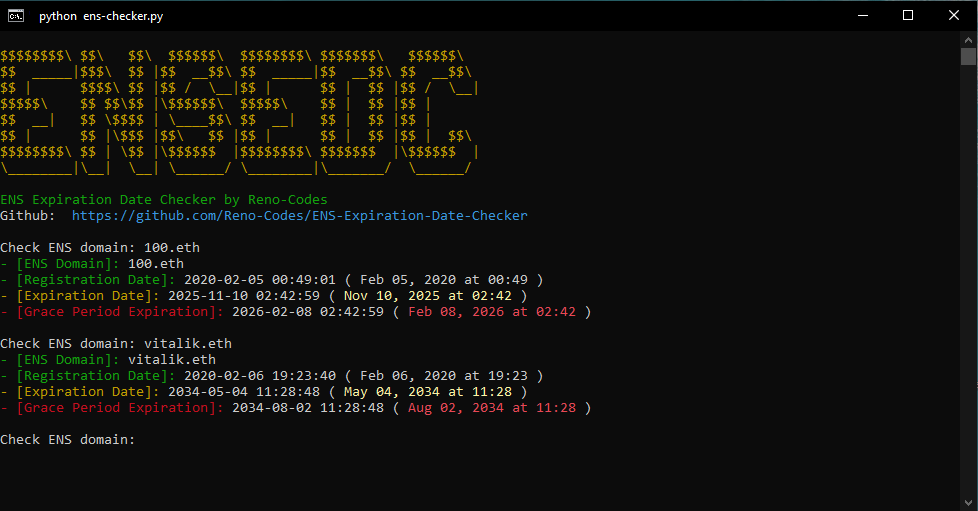 python  ens-checker.py
$$$$$$$$\ $$\   $$\  $$$$$$\  $$$$$$$$\ $$$$$$$\   $$$$$$\
$$  _____|$$$\  $$ |$$  __$$\ $$  _____|$$  __$$\ $$  __$$\
$$ |      $$$$\ $$ |$$ /  \__|$$ |      $$ |  $$ |$$ /  \__|
$$$$$\    $$ $$\$$ |\$$$$$$\  $$$$$\    $$ |  $$ |$$ |
$$  __|   $$ \$$$$ | \____$$\ $$  __|   $$ |  $$ |$$ |
$$ |      $$ |\$$$ |$$\   $$ |$$ |      $$ |  $$ |$$ |  $$\
$$$$$$$$\ $$ | \$$ |\$$$$$$  |$$$$$$$$\ $$$$$$$  |\$$$$$$  |
\________|\__|  \__| \______/ \________|\_______/  \______/
ENS Expiration Date Checker by Reno-Codes
Github:  https://github.com/Reno-Codes/ENS-Expiration-Date-Checker
Check ENS domain: 100.eth
- [ENS Domain]: 100.eth
- [Registration Date]: 2020-02-05 00:49:01 ( Feb 05, 2020 at 00:49 )
- [Expiration Date]: 2025-11-10 02:42:59 ( Nov 10, 2025 at 02:42 )
- [Grace Period Expiration]: 2026-02-08 02:42:59 ( Feb 08, 2026 at 02:42 )
Check ENS domain: vitalik.eth
- [ENS Domain]: vitalik.eth
- [Registration Date]: 2020-02-06 19:23:40 ( Feb 06, 2020 at 19:23 )
- [Expiration Date]: 2034-05-04 11:28:48 ( May 04, 2034 at 11:28 )
- [Grace Period Expiration]: 2034-08-02 11:28:48 ( Aug 02, 2034 at 11:28 )
Check ENS domain: